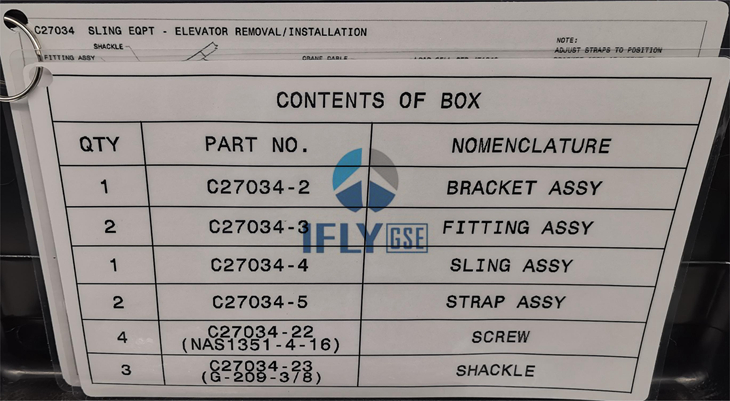 C27034 SLING EQPT - ELEVATOR REMOVAL/INSTALLATION
NOTE:
ADJUST STRAPS TO POSITION
SHACKLE
FITTING ASSY
CRANE CABLE
CONTENTS OF BOX
QTY PART NO. NOMENCLATURE
1 C27034-2 BRACKET ASSY
2 C27034-3 FITTING ASSY
IFLY GSE
1 C27034-4 SLING ASSY
2 C27034-5 STRAP ASSY
4 C27034-22 (NAS1351-4-16) SCREW
3 C27034-23 (G-209-3/8) SHACKLE